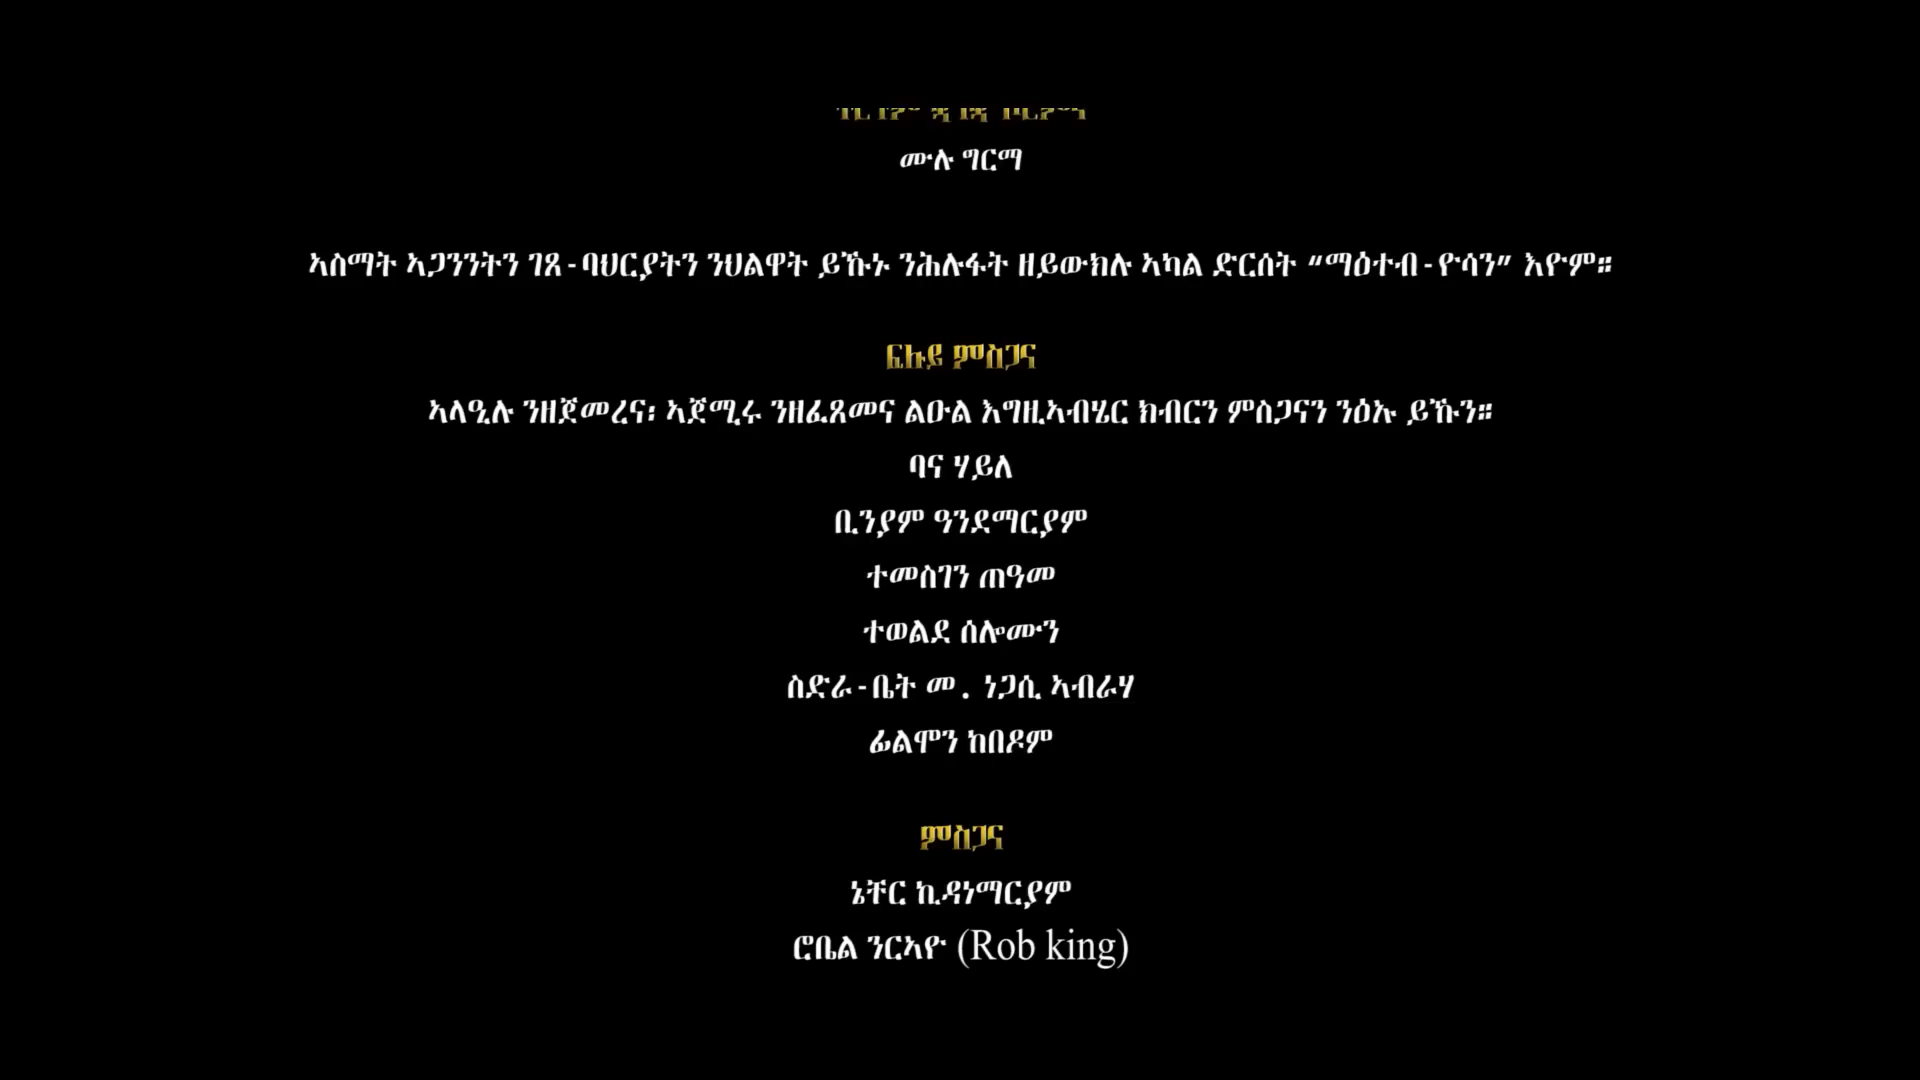 ሙሉ ግርማ
ኣስማት ኣጋንንትን ገጸ-ባህርያትን ንህልዋት ይኹኑ ንሕሉፋት ዘይውክሉ ኣካል ድርሰት “ማዕተብ-ዮሳን” እዮም።
ፍሉይ ምስጋና
ኣላዒሉ ንዘጀመረና፣ ኣጀሚሩ ንዘፈጸመና ልዑል እግዚኣብሄር ክብርን ምስጋናን ንዕኡ ይኹን።
ባና ሃይለ
ቢንያም ዓንደማርያም
ተመስገን ጠዓመ
ተወልደ ሰሎሙን
ስድራ-ቤት መ. ነጋሲ ኣብራሃ
ፊልሞን ከበዶም
ምስጋና
ኔቸር ኪዳነማርያም
ሮቤል ንርኣዮ (Rob king)